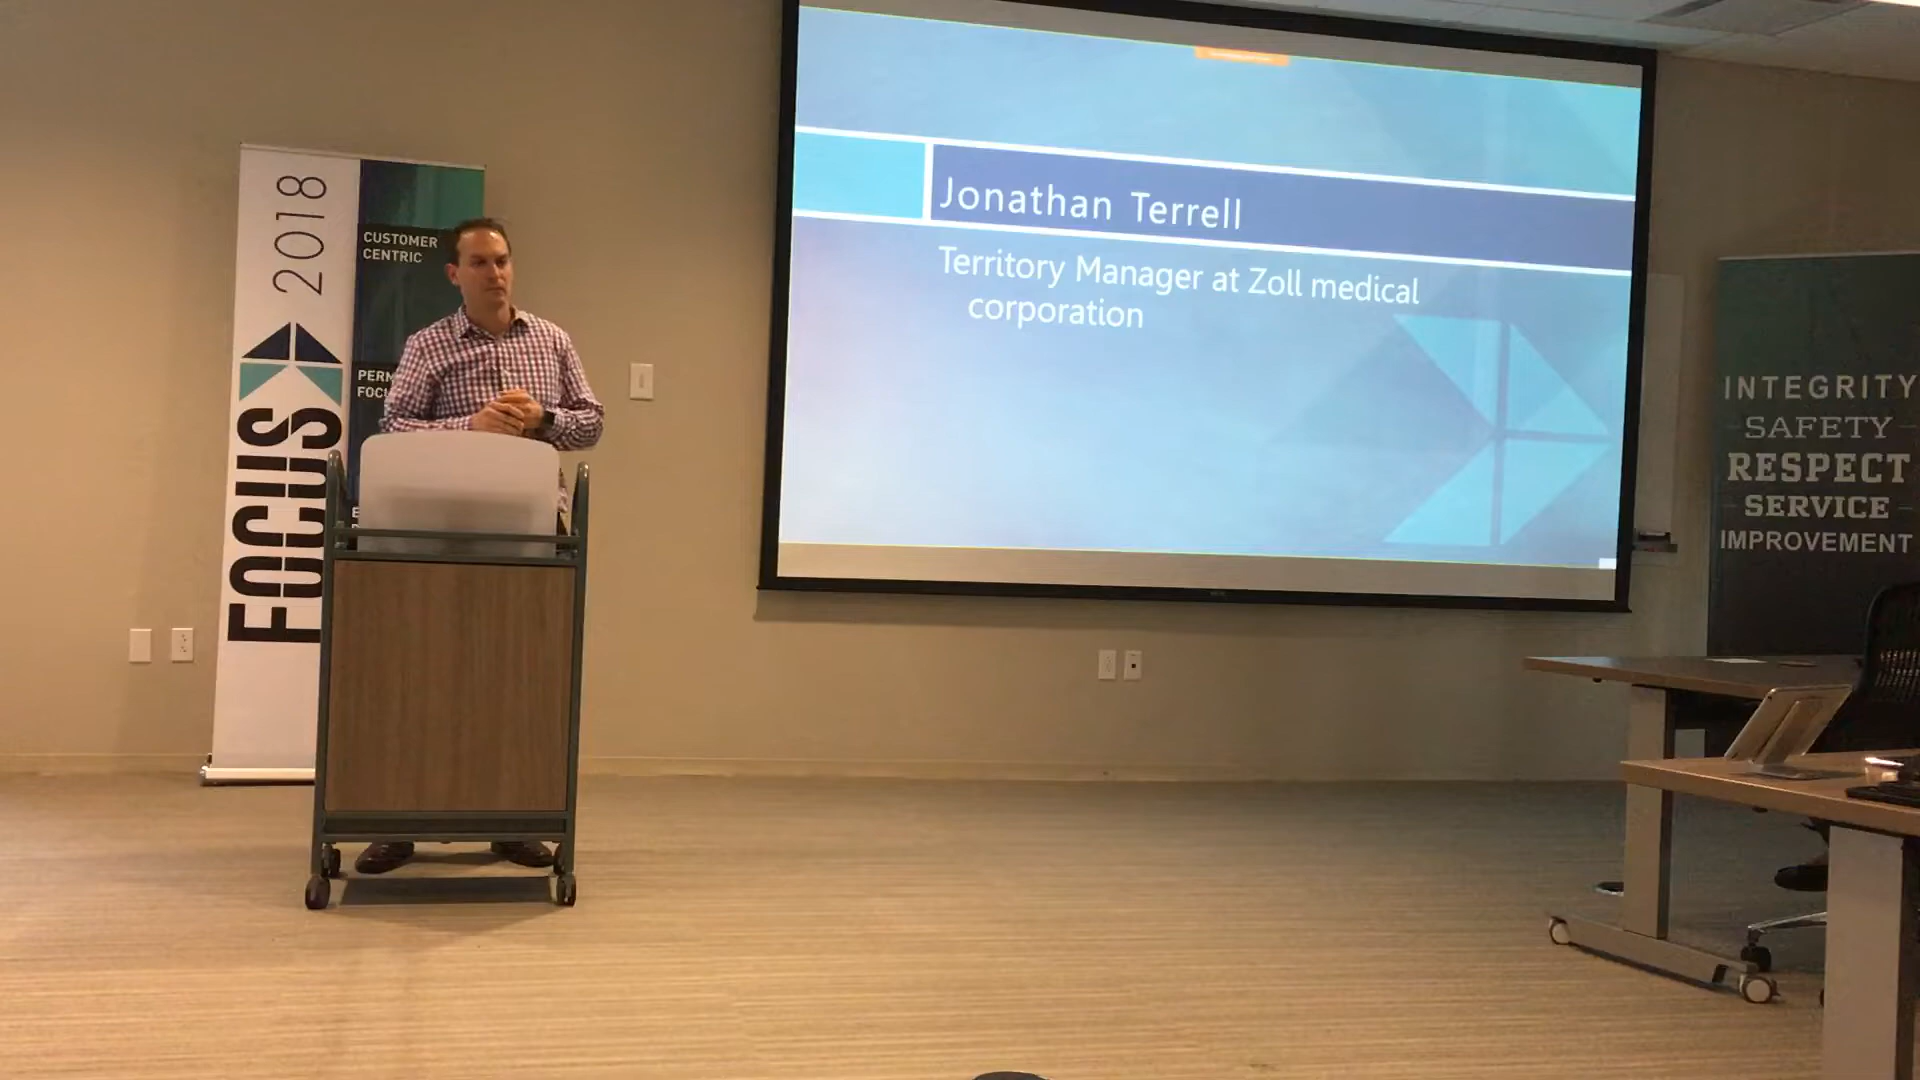 FOCUS 2018
CUSTOMER
CENTRIC
Jonathan Terrell
Territory Manager at Zoll medical
corporation
INTEGRITY
SAFETY
RESPECT
SERVICE
IMPROVEMENT